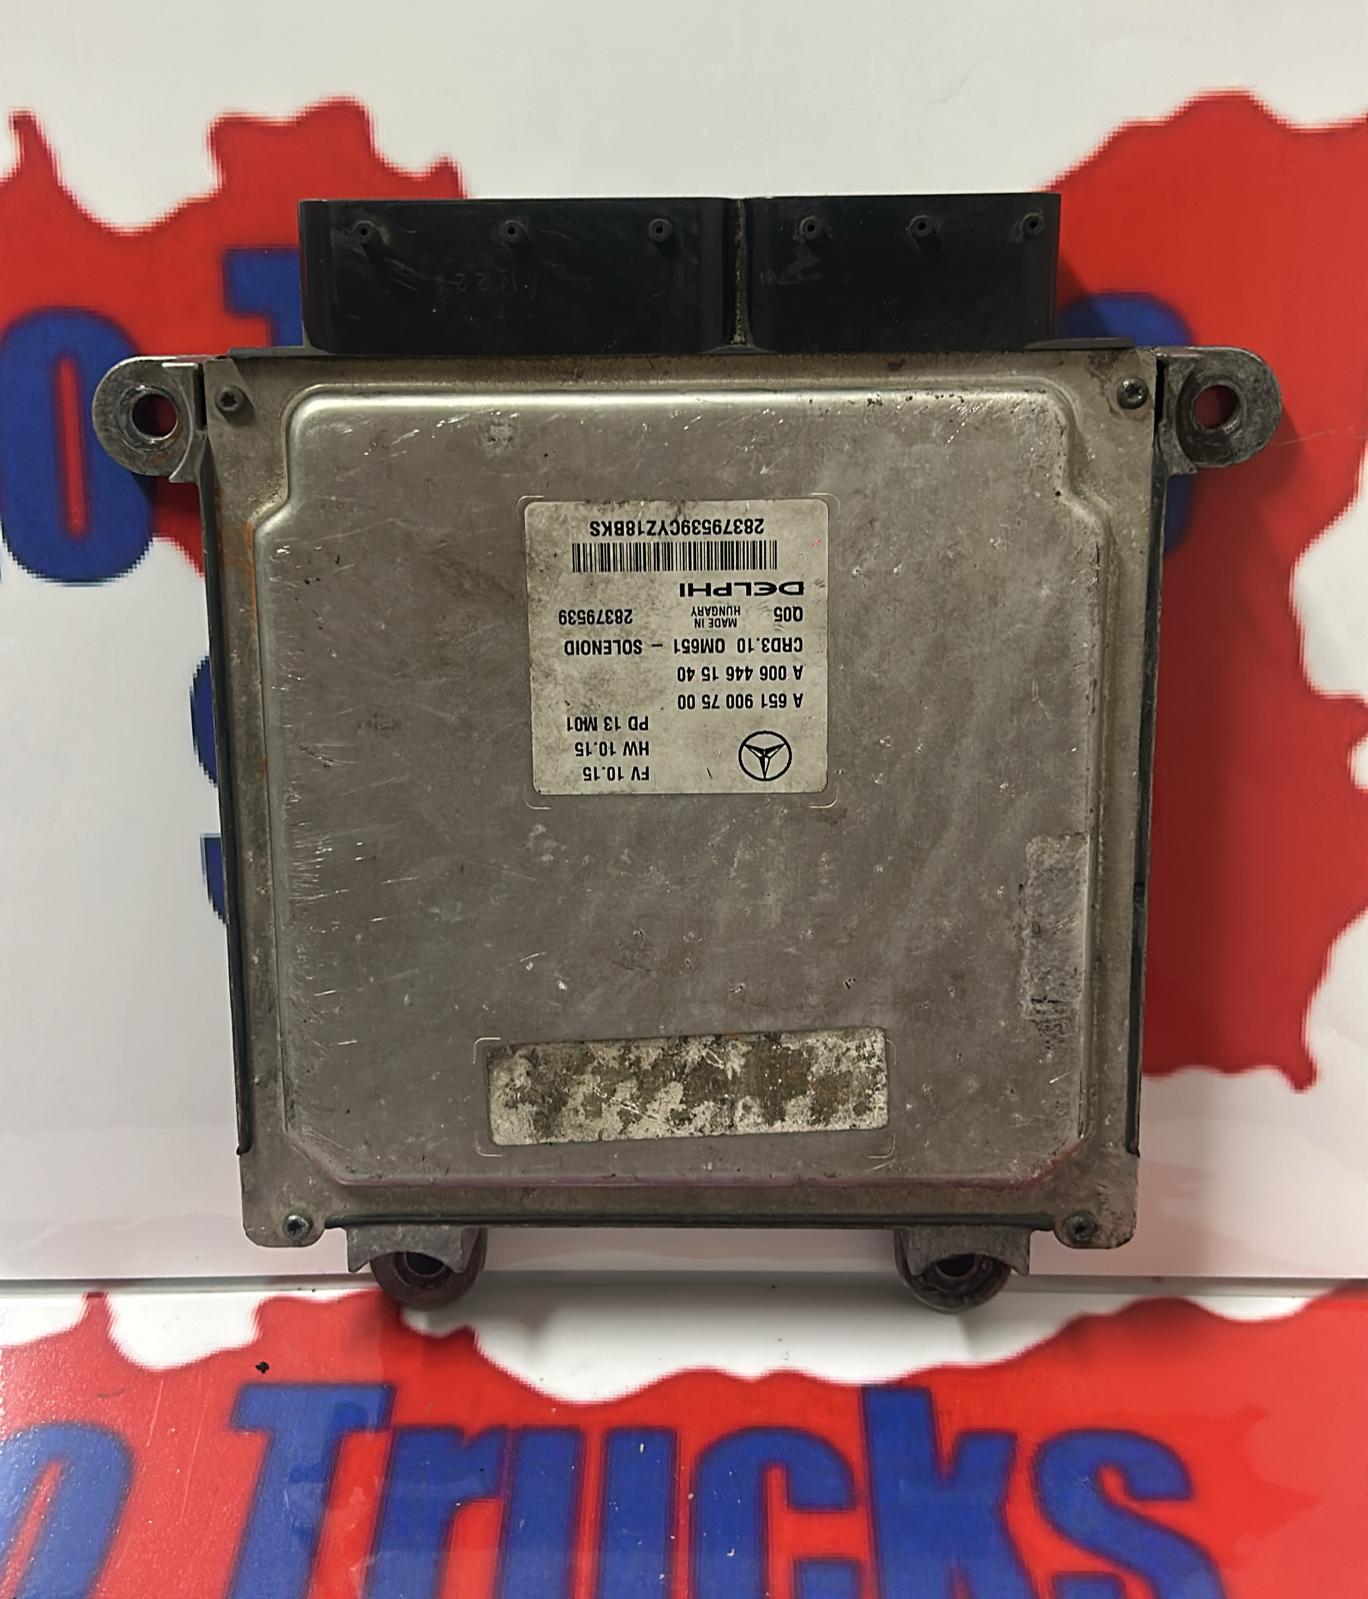 FV 10.15
HW 10.15
PD 13 M01
A 651 900 75 00
A 006 446 15 40
CRD3.10 OM651 – SOLENOID
Q05 MADE IN HUNGARY 28379539
DELPHI
28379539CYZ18BKS
Trucks